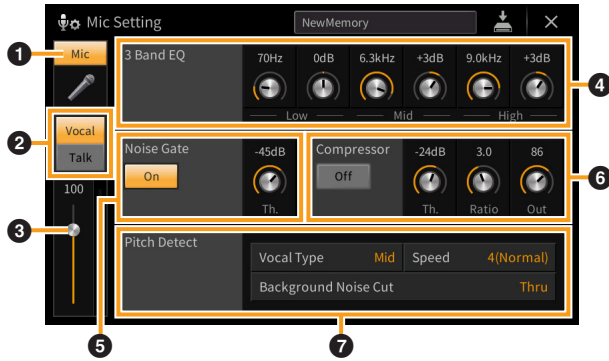 Mic Setting
NewMemory
1
Mic
3 Band EQ
70Hz 0dB 6.3kHz +3dB 9.0kHz +3dB
Low Mid High
4
2
Vocal
Talk
Noise Gate
On
-45dB
Th.
Compressor
Off
-24dB 3.0 86
Th. Ratio Out
6
3
100
Pitch Detect
Vocal Type Mid Speed 4(Normal)
Background Noise Cut Thru
5
7